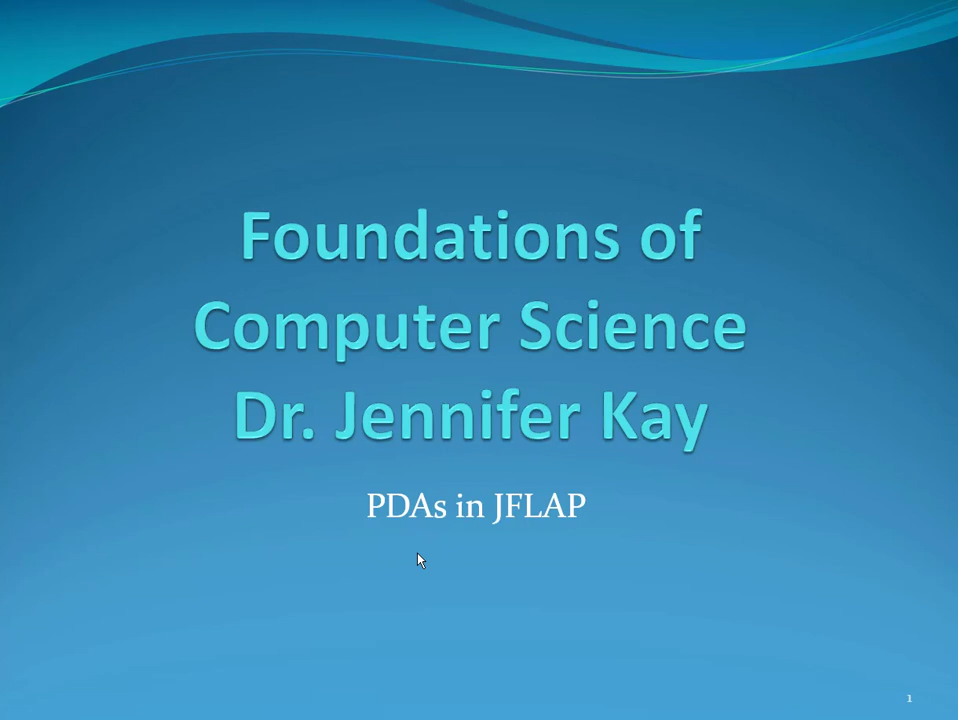 Foundations of
Computer Science
Dr. Jennifer Kay
PDAs in JFLAP
1